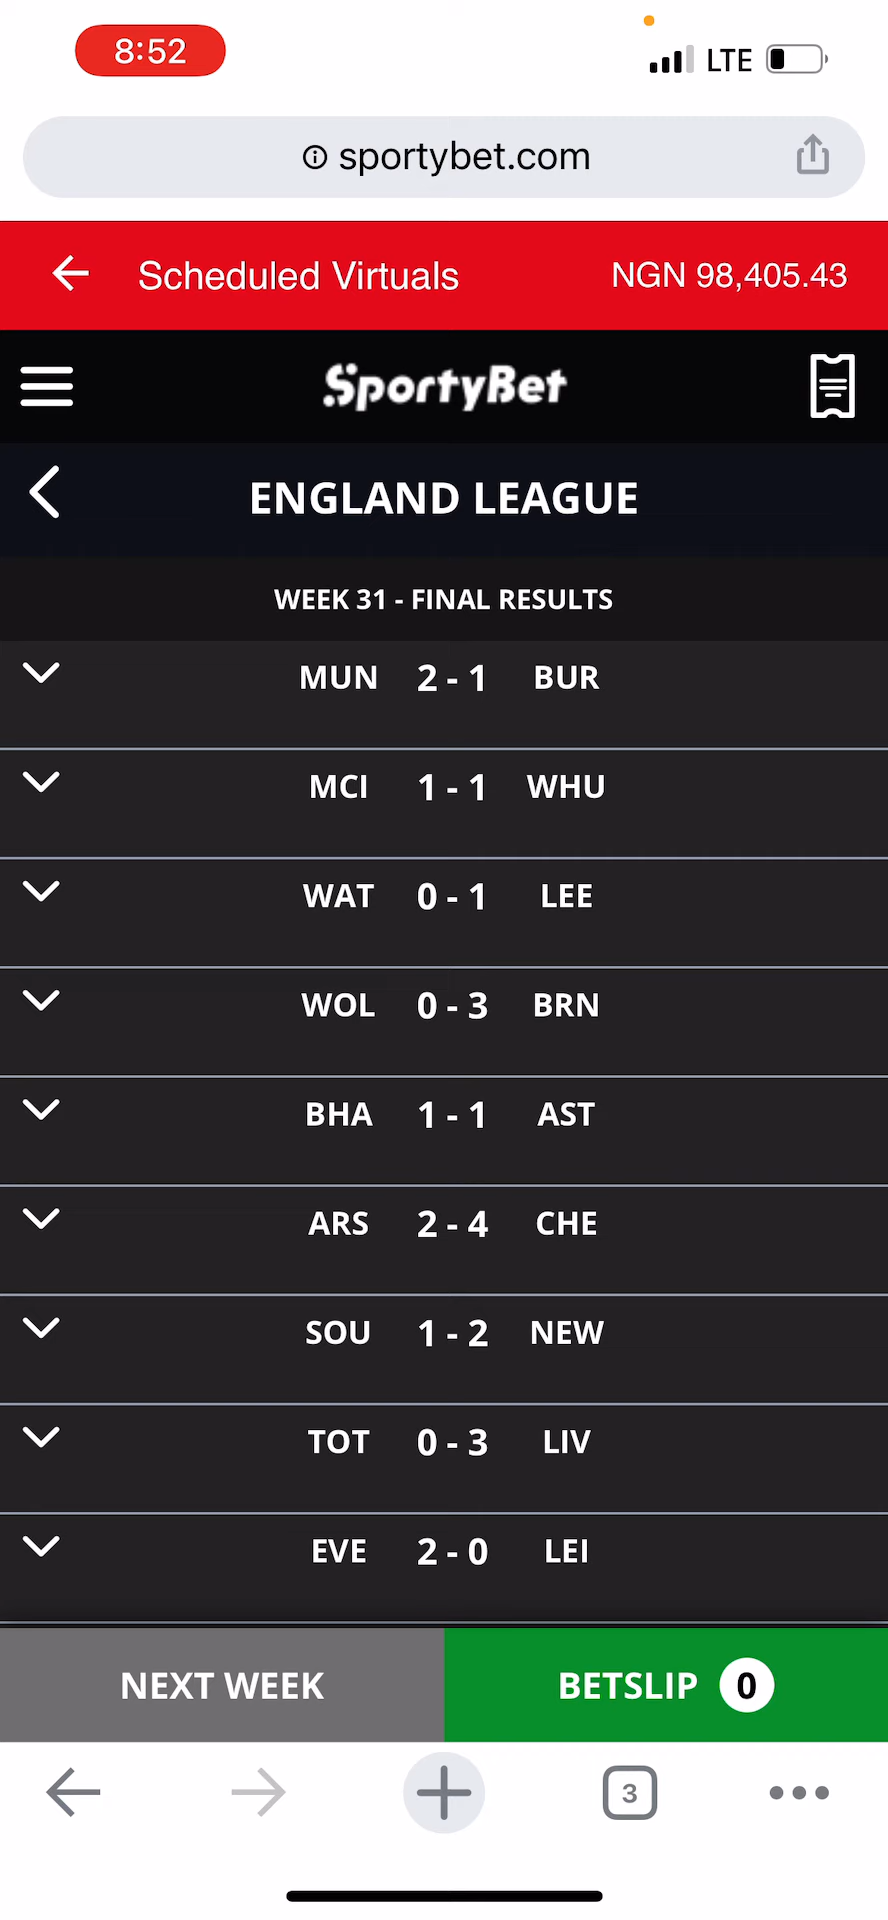 8:52 LTE
sportybet.com
Scheduled Virtuals NGN 98,405.43
SportyBet
ENGLAND LEAGUE
WEEK 31 - FINAL RESULTS
MUN 2 - 1 BUR
MCI 1 - 1 WHU
WAT 0 - 1 LEE
WOL 0 - 3 BRN
BHA 1 - 1 AST
ARS 2 - 4 CHE
SOU 1 - 2 NEW
TOT 0 - 3 LIV
EVE 2 - 0 LEI
NEXT WEEK BETSLIP 0
3